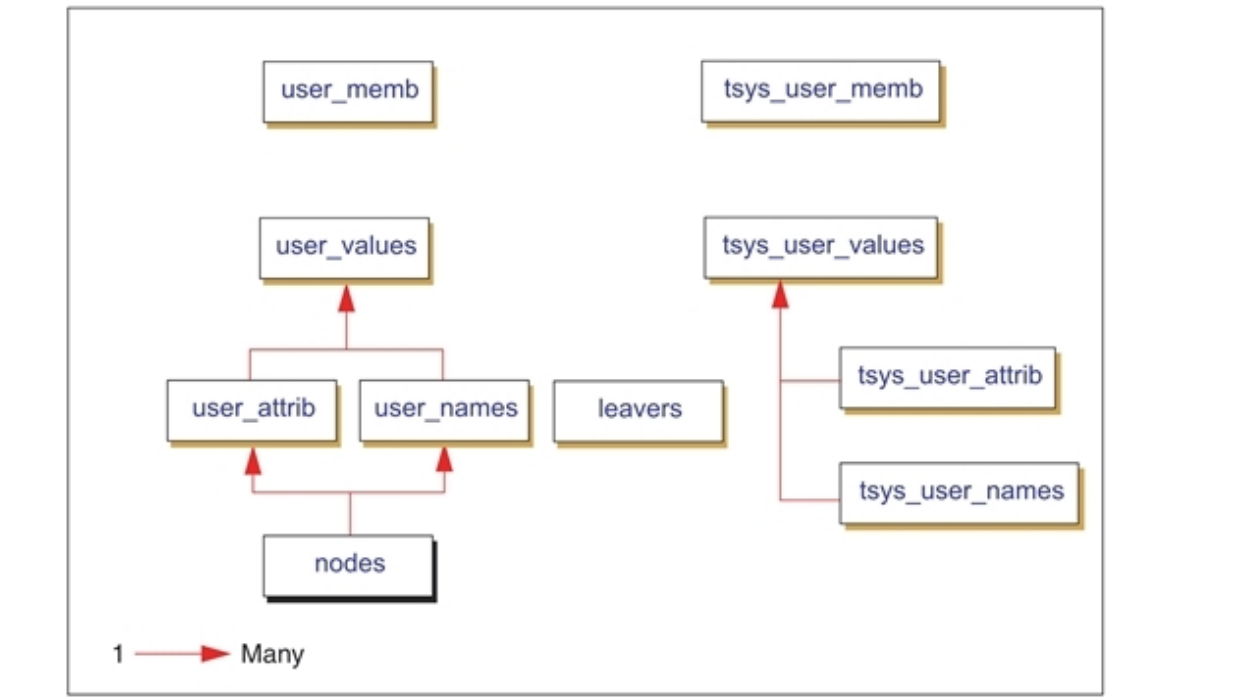 user_memb
tsys_user_memb
user_values
tsys_user_values
tsys_user_attrib
user_attrib
user_names
leavers
tsys_user_names
nodes
1
Many